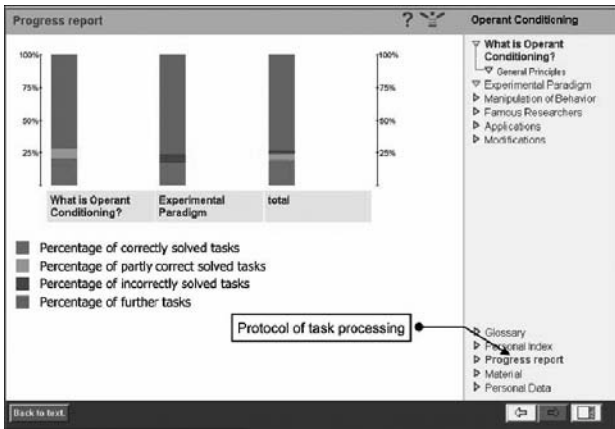 Progress report
?
Operant Conditioning
What is Operant
Conditioning?
General Principles
Experimental Paradigm
Manipulation of Behavior
Famous Researchers
Applications
Modifications
100%
75%
50%
25%
100%
75%
50%
25%
What is Operant
Conditioning?
Experimental
Paradigm
total
Percentage of correctly solved tasks
Percentage of partly correct solved tasks
Percentage of incorrectly solved tasks
Percentage of further tasks
Protocol of task processing
Glossary
Personal Index
Progress report
Material
Personal Data
Back to text.